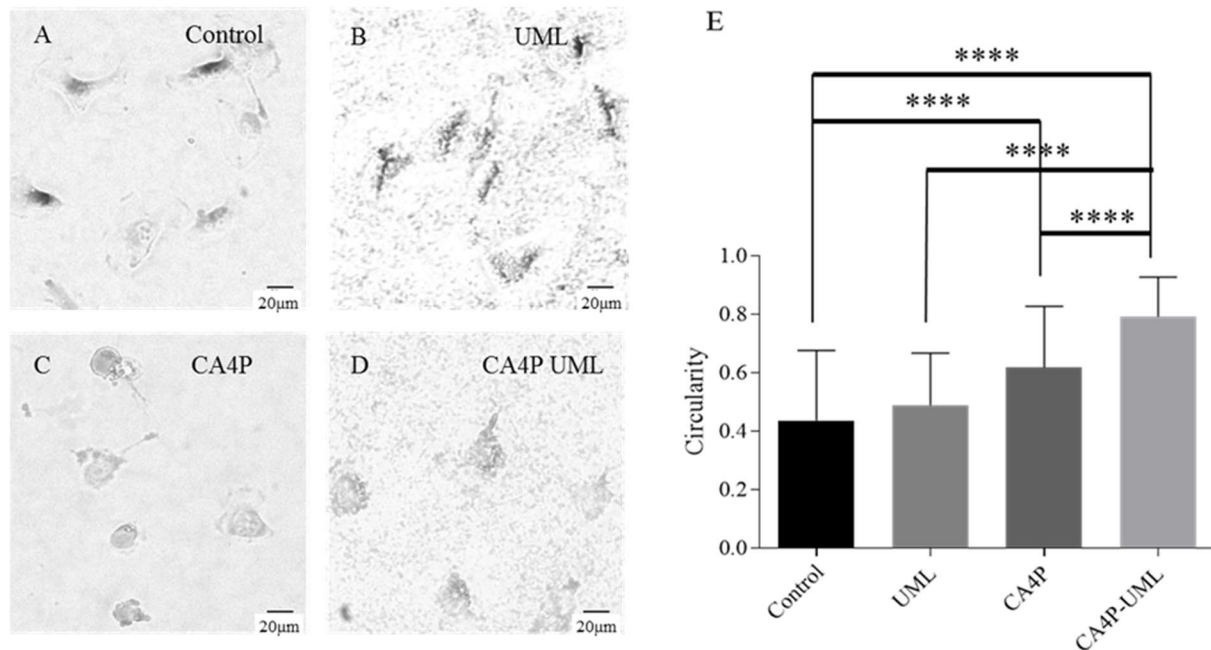 A Control
20μm
B UML
20μm
C CA4P
20μm
D CA4P UML
20μm
E
****
****
****
****
1.0
0.8
0.6
0.4
0.2
0.0
Circularity
Control
UML
CA4P
CA4P-UML